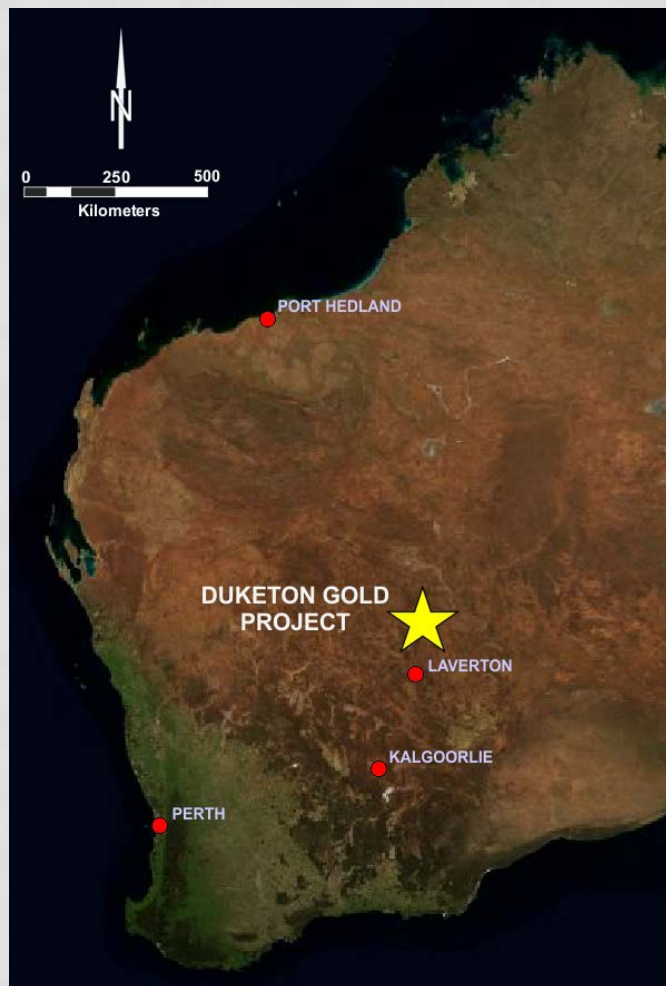 N
0 250 500
Kilometers
PORT HEDLAND
DUKETON GOLD
PROJECT
LAVERTON
KALGOORLIE
PERTH